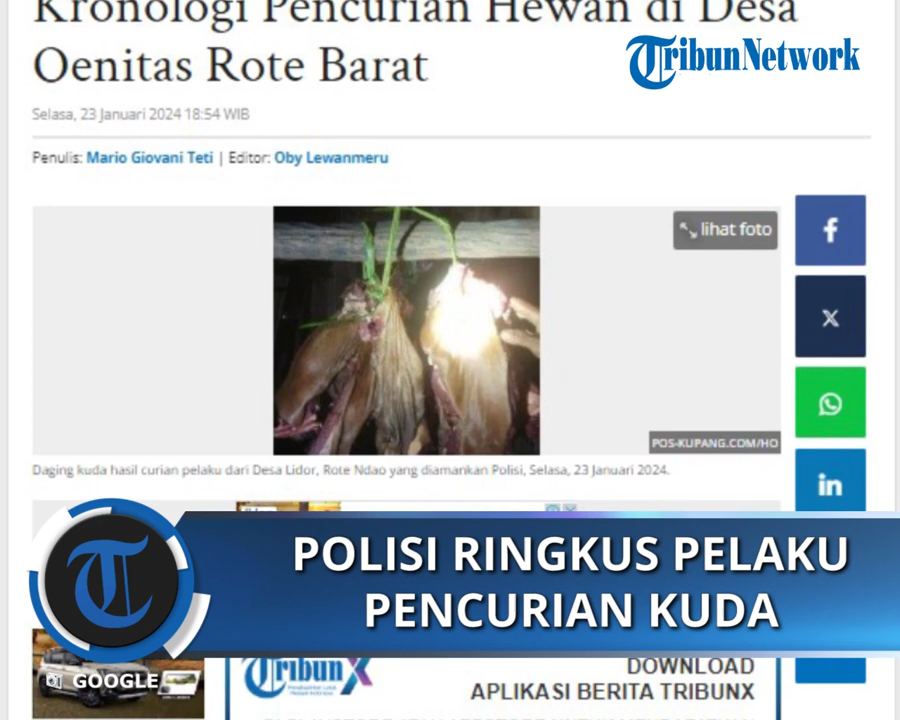 Kronologi Pencurian Hewan di Desa
Oenitas Rote Barat
TribunNetwork
Selasa, 23 Januari 2024 18:54 WIB
Penulis: Mario Giovani Teti | Editor: Oby Lewanmeru
lihat foto
POS-KUPANG.COM/HO
Daging kuda hasil curian pelaku dari Desa Lidor, Rote Ndao yang diamankan Polisi, Selasa, 23 Januari 2024.
POLISI RINGKUS PELAKU
PENCURIAN KUDA
GOOGLE
TribunX
DOWNLOAD
APLIKASI BERITA TRIBUNX